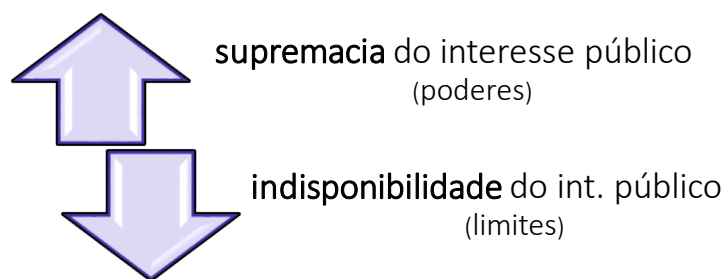 supremacia do interesse público
(poderes)
indisponibilidade do int. público
(limites)